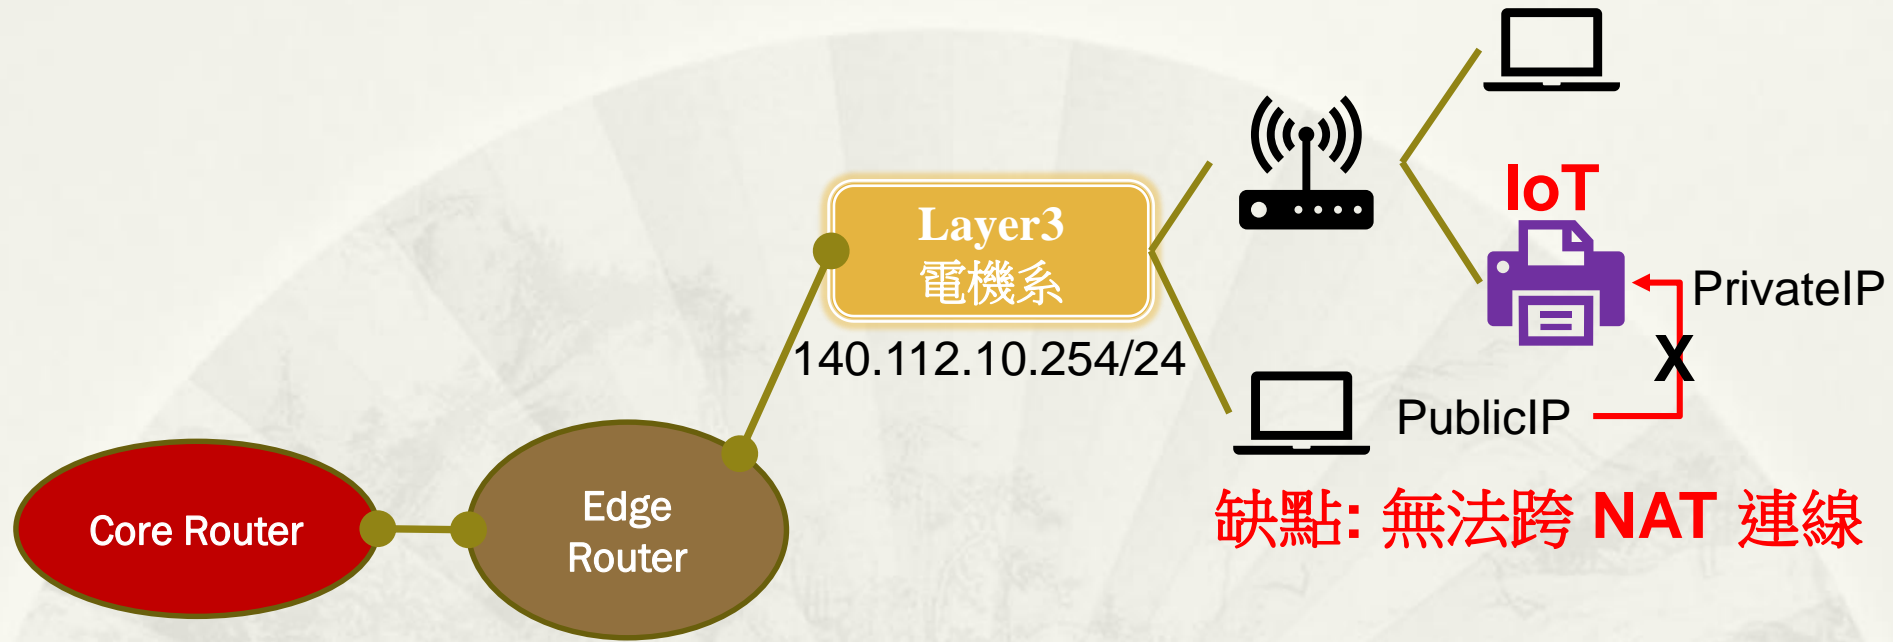 IoT
Layer3
電機系
PrivateIP
140.112.10.254/24
X
PublicIP
Core Router
Edge
Router
缺點: 無法跨 NAT 連線